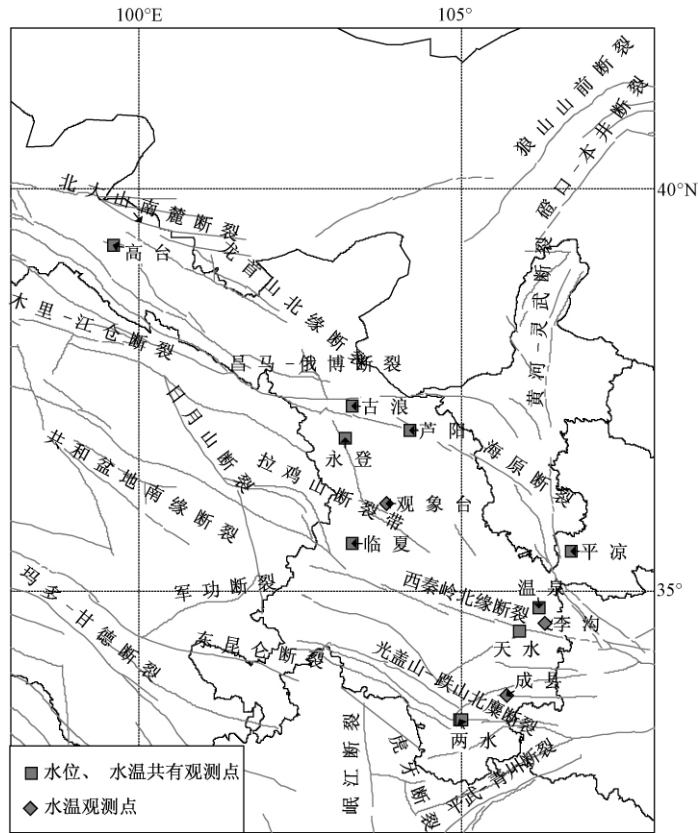 100°E
105°
40°N
35°
狼山山前断裂
磴口-本井断裂
北大山南麓断裂
高台
龙首山北缘断裂
木里-江仓断裂
昌马-俄博断裂
黄河-灵武断裂
古浪
芦阳
日月山断裂
永登
海原断裂
共和盆地南缘断裂
拉鸡山断裂带
观象台
临夏
平凉
玛多-甘德断裂
军功断裂
西秦岭北缘断裂
温泉
李沟
东昆仑断裂
天水
光盖山-跌山北麋断裂
成县
两水
岷江断裂
虎牙断裂
平武-青川断裂
水位、 水温共有观测点
水温观测点